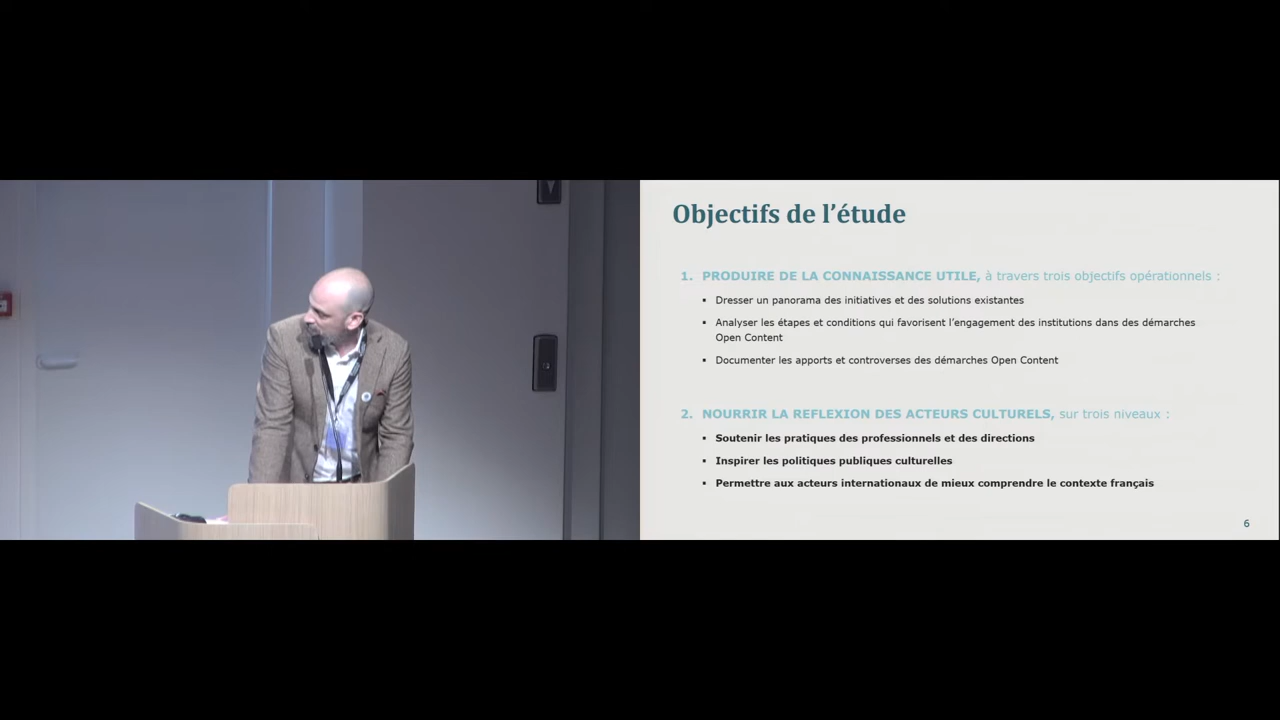 Objectifs de l’étude
1. PRODUIRE DE LA CONNAISSANCE UTILE, à travers trois objectifs opérationnels :
▪ Dresser un panorama des initiatives et des solutions existantes
▪ Analyser les étapes et conditions qui favorisent l’engagement des institutions dans des démarches
Open Content
▪ Documenter les apports et controverses des démarches Open Content
2. NOURRIR LA REFLEXION DES ACTEURS CULTURELS, sur trois niveaux :
▪ Soutenir les pratiques des professionnels et des directions
▪ Inspirer les politiques publiques culturelles
▪ Permettre aux acteurs internationaux de mieux comprendre le contexte français
6